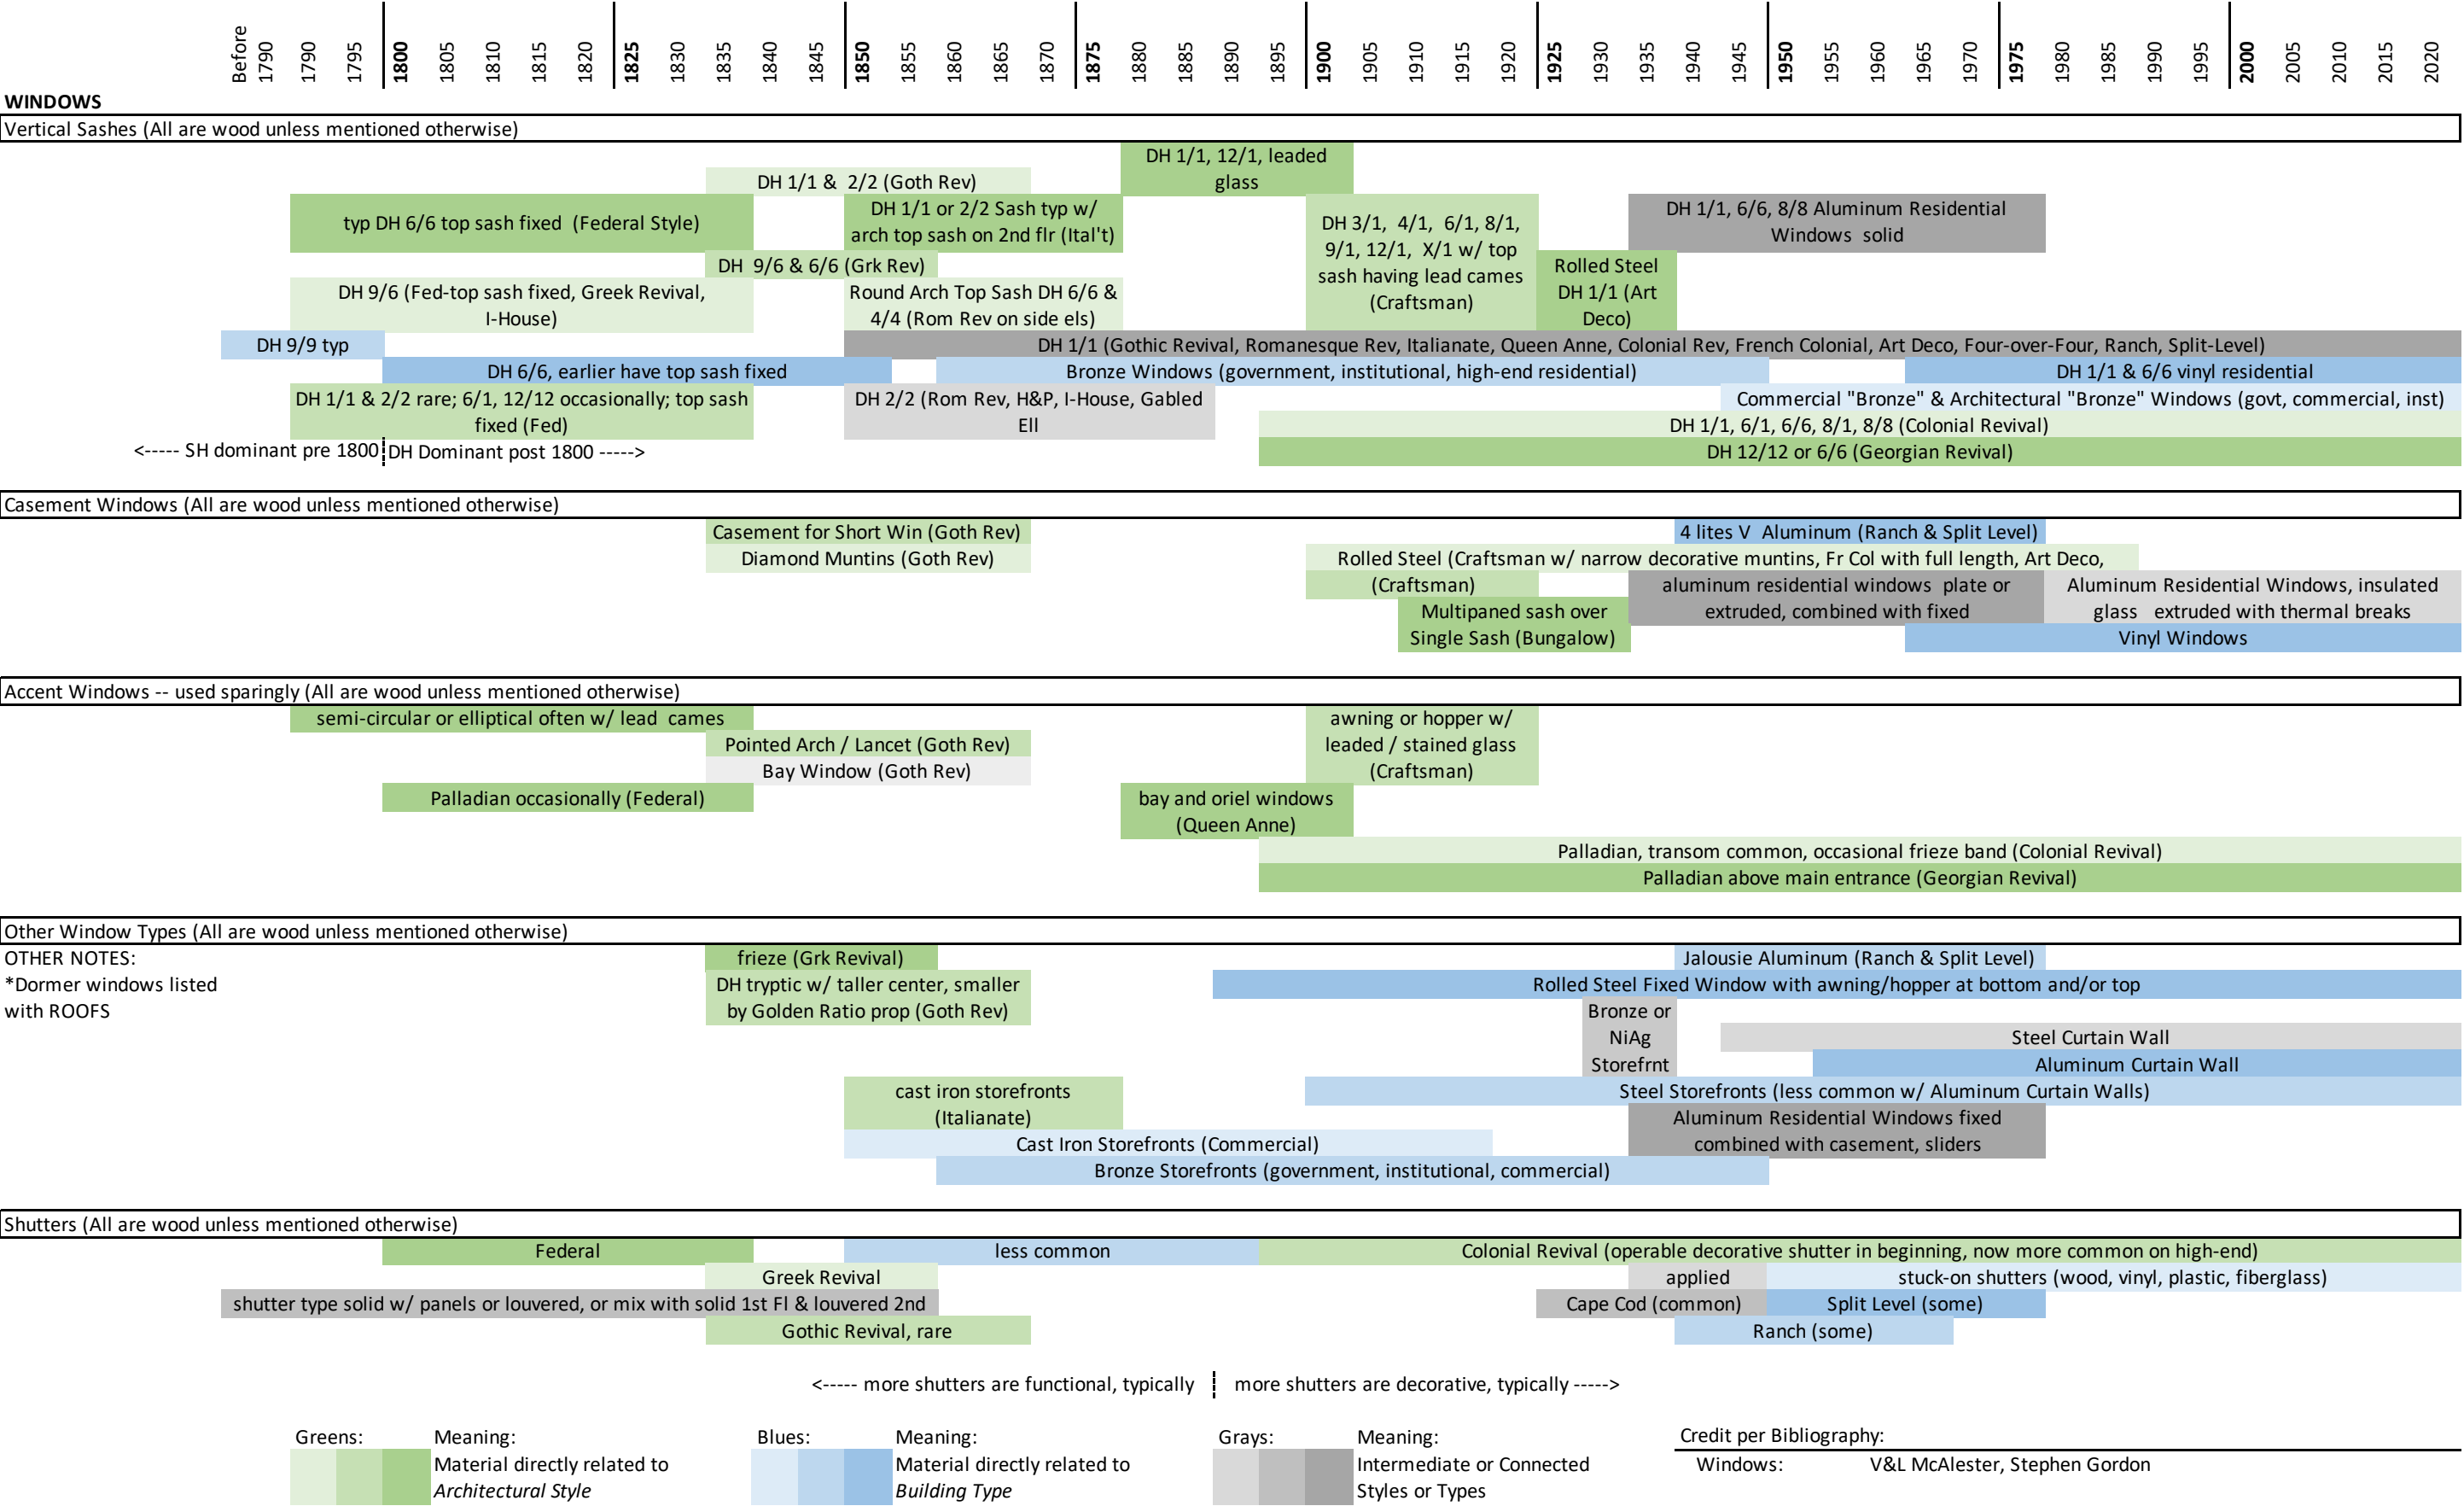 Before
1790 1790 1795 1800 1805 1810 1815 1820 1825 1830 1835 1840 1845 1850 1855 1860 1865 1870 1875 1880 1885 1890 1895 1900 1905 1910 1915 1920 1925 1930 1935 1940 1945 1950 1955 1960 1965 1970 1975 1980 1985 1990 1995 2000 2005 2010 2015 2020
WINDOWS
Vertical Sashes (All are wood unless mentioned otherwise)
DH 1/1, 12/1, leaded
glass
DH 1/1 & 2/2 (Goth Rev)
typ DH 6/6 top sash fixed (Federal Style)
DH 1/1 or 2/2 Sash typ w/
arch top sash on 2nd flr (Ital't)
DH 3/1, 4/1, 6/1, 8/1,
9/1, 12/1, X/1 w/ top
sash having lead cames
(Craftsman)
DH 1/1, 6/6, 8/8 Aluminum Residential
Windows solid
DH 9/6 & 6/6 (Grk Rev)
Rolled Steel
DH 1/1 (Art
Deco)
DH 9/6 (Fed-top sash fixed, Greek Revival,
I-House)
Round Arch Top Sash DH 6/6 &
4/4 (Rom Rev on side els)
DH 9/9 typ
DH 1/1 (Gothic Revival, Romanesque Rev, Italianate, Queen Anne, Colonial Rev, French Colonial, Art Deco, Four-over-Four, Ranch, Split-Level)
DH 6/6, earlier have top sash fixed
Bronze Windows (government, institutional, high-end residential)
DH 1/1 & 6/6 vinyl residential
DH 1/1 & 2/2 rare; 6/1, 12/12 occasionally; top sash
fixed (Fed)
DH 2/2 (Rom Rev, H&P, I-House, Gabled
Ell
Commercial "Bronze" & Architectural "Bronze" Windows (govt, commercial, inst)
DH 1/1, 6/1, 6/6, 8/1, 8/8 (Colonial Revival)
<----- SH dominant pre 1800 DH Dominant post 1800 ----->
DH 12/12 or 6/6 (Georgian Revival)
Casement Windows (All are wood unless mentioned otherwise)
Casement for Short Win (Goth Rev)
4 lites V Aluminum (Ranch & Split Level)
Diamond Muntins (Goth Rev)
Rolled Steel (Craftsman w/ narrow decorative muntins, Fr Col with full length, Art Deco,
(Craftsman)
aluminum residential windows plate or
extruded, combined with fixed
Aluminum Residential Windows, insulated
glass extruded with thermal breaks
Multipaned sash over
Single Sash (Bungalow)
Vinyl Windows
Accent Windows -- used sparingly (All are wood unless mentioned otherwise)
semi-circular or elliptical often w/ lead cames
awning or hopper w/
leaded / stained glass
(Craftsman)
Pointed Arch / Lancet (Goth Rev)
Bay Window (Goth Rev)
Palladian occasionally (Federal)
bay and oriel windows
(Queen Anne)
Palladian, transom common, occasional frieze band (Colonial Revival)
Palladian above main entrance (Georgian Revival)
Other Window Types (All are wood unless mentioned otherwise)
OTHER NOTES:
*Dormer windows listed
with ROOFS
frieze (Grk Revival)
Jalousie Aluminum (Ranch & Split Level)
DH tryptic w/ taller center, smaller
by Golden Ratio prop (Goth Rev)
Rolled Steel Fixed Window with awning/hopper at bottom and/or top
Bronze or
NiAg
Storefrnt
Steel Curtain Wall
Aluminum Curtain Wall
cast iron storefronts
(Italianate)
Steel Storefronts (less common w/ Aluminum Curtain Walls)
Aluminum Residential Windows fixed
combined with casement, sliders
Cast Iron Storefronts (Commercial)
Bronze Storefronts (government, institutional, commercial)
Shutters (All are wood unless mentioned otherwise)
Federal
less common
Colonial Revival (operable decorative shutter in beginning, now more common on high-end)
Greek Revival
applied
stuck-on shutters (wood, vinyl, plastic, fiberglass)
shutter type solid w/ panels or louvered, or mix with solid 1st Fl & louvered 2nd
Cape Cod (common)
Split Level (some)
Gothic Revival, rare
Ranch (some)
<----- more shutters are functional, typically
more shutters are decorative, typically ----->
Greens:
Meaning:
Material directly related to
Architectural Style
Blues:
Meaning:
Material directly related to
Building Type
Grays:
Meaning:
Intermediate or Connected
Styles or Types
Credit per Bibliography:
Windows: V&L McAlester, Stephen Gordon